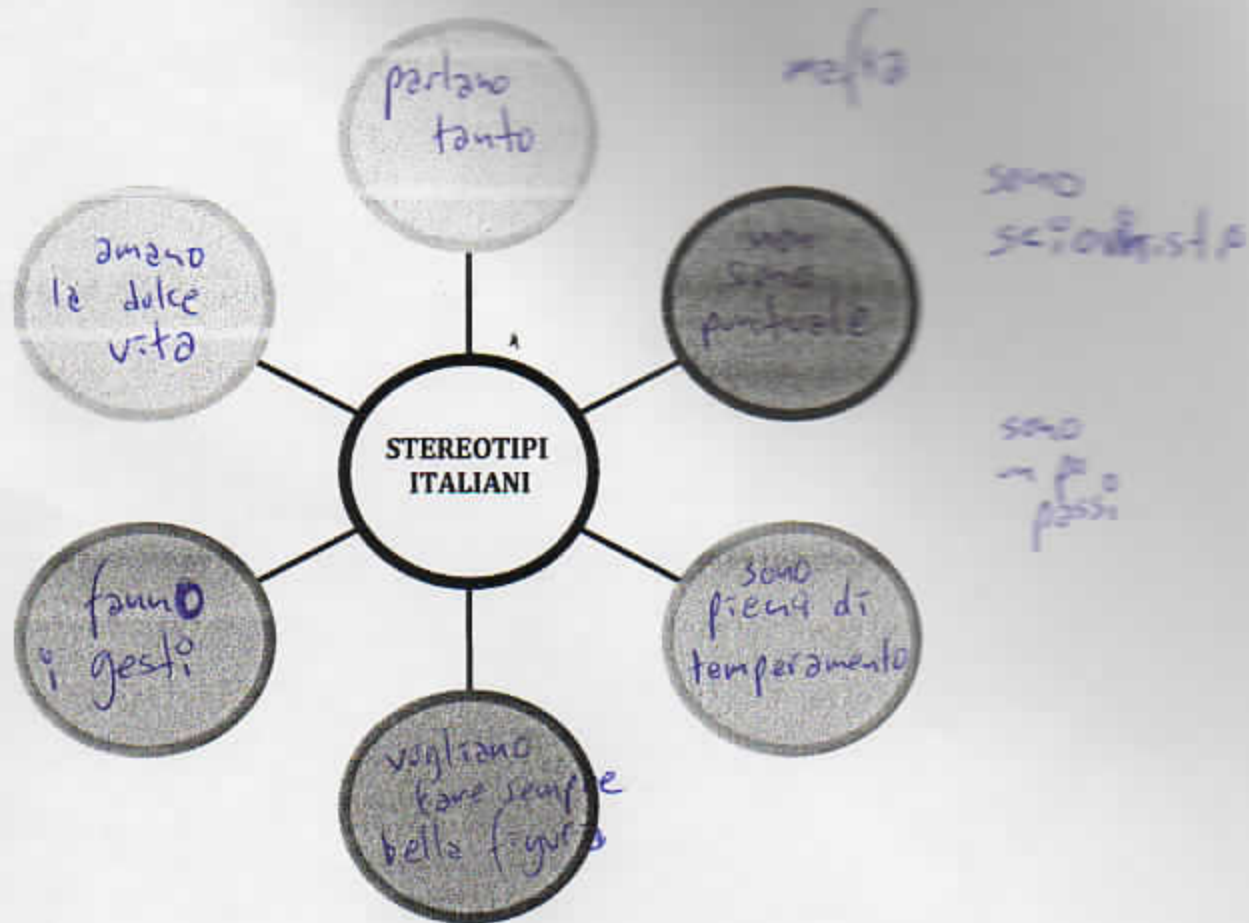 parlano
tanto
mafia
sono
amano
la dolce
vita
non
sono
puntuale
STEREOTIPI
ITALIANI
sono
passi
fanno
i gesti
sono
piena di
temperamento
vogliano
fare sempre
bella figura